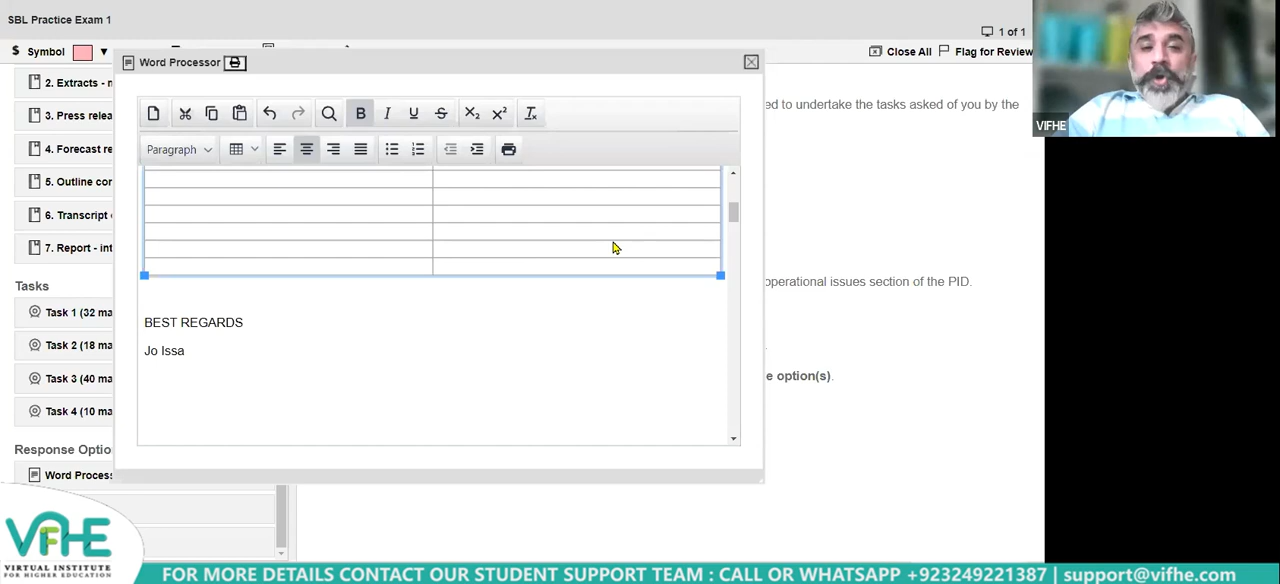 SBL Practice Exam 1
1 of 1
Symbol
Close All
Flag for Review
Word Processor
2. Extracts -
3. Press relea
4. Forecast re
5. Outline cor
6. Transcript
7. Report - int
Tasks
Task 1 (32 ma
Task 2 (18 ma
Task 3 (40 ma
Task 4 (10 ma
Response Optio
Word Process
Paragraph
BEST REGARDS
Jo Issa
ed to undertake the tasks asked of you by the
operational issues section of the PID.
e option(s).
VIFHE
VIFHE
VIRTUAL INSTITUTE
FOR HIGHER EDUCATION
FOR MORE DETAILS CONTACT OUR STUDENT SUPPORT TEAM : CALL OR WHATSAPP +923249221387 | support@vifhe.com